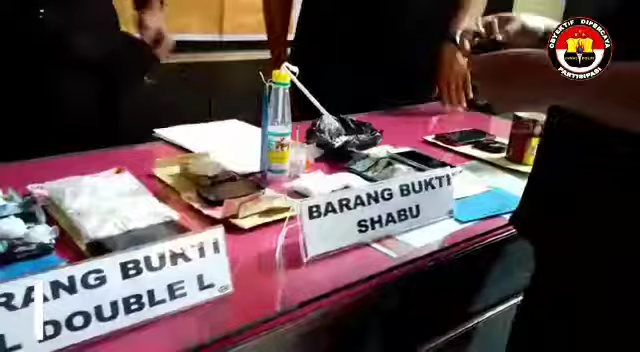 OBYEKTIF DIPERCAYA
PARTISIPASI
BARANG BUKTI
SHABU
RANG BUKTI
L DOUBLE L